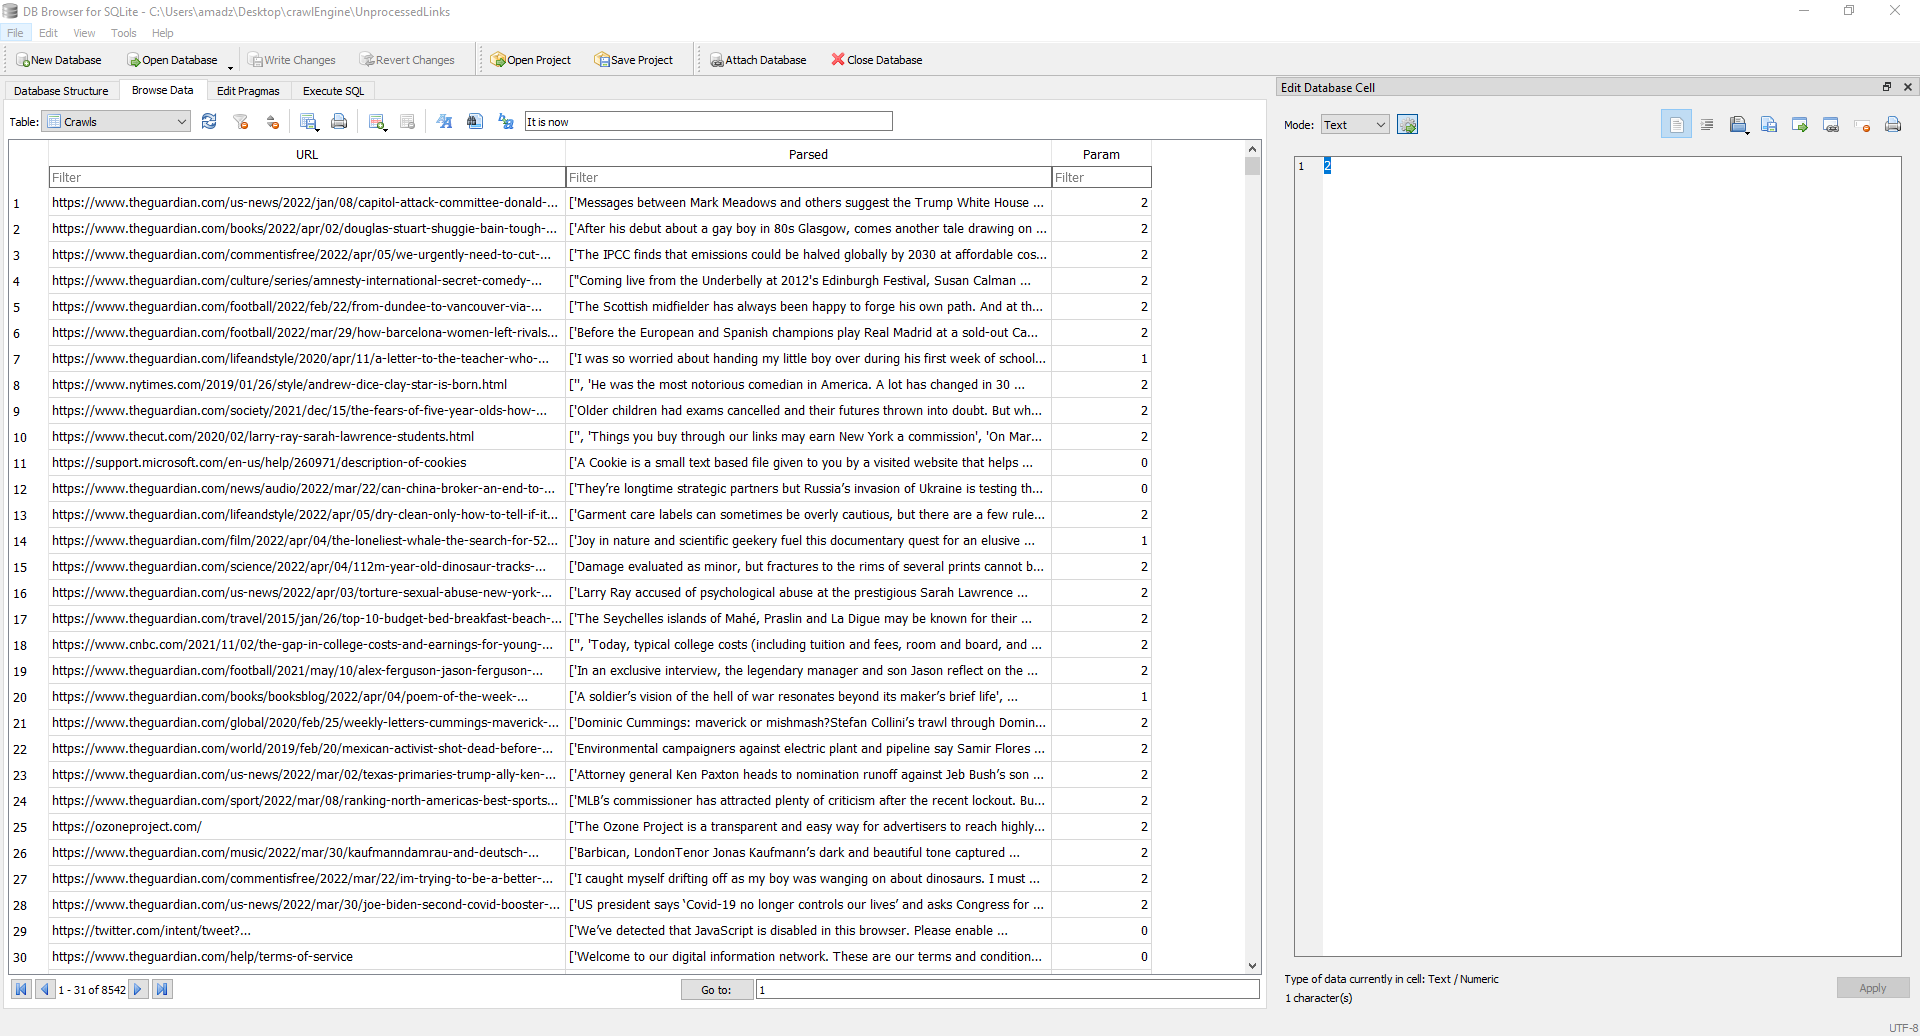 DB Browser for SQLite - C:\Users\amadz\Desktop\crawlEngine\UnprocessedLinks
File Edit View Tools Help
New Database Open Database Write Changes Revert Changes Open Project Save Project Attach Database Close Database
Database Structure Browse Data Edit Pragmas Execute SQL
Table: Crawls It is now
URL Parsed Param
Filter Filter Filter
1 https://www.theguardian.com/us-news/2022/jan/08/capitol-attack-committee-donald-... ['Messages between Mark Meadows and others suggest the Trump White House ... 2
2 https://www.theguardian.com/books/2022/apr/02/douglas-stuart-shuggie-bain-tough-... ['After his debut about a gay boy in 80s Glasgow, comes another tale drawing on ... 2
3 https://www.theguardian.com/commentisfree/2022/apr/05/we-urgently-need-to-cut-... ['The IPCC finds that emissions could be halved globally by 2030 at affordable cos... 2
4 https://www.theguardian.com/culture/series/amnesty-international-secret-comedy-... ["Coming live from the Underbelly at 2012's Edinburgh Festival, Susan Calman ... 2
5 https://www.theguardian.com/football/2022/feb/22/from-dundee-to-vancouver-via-... ['The Scottish midfielder has always been happy to forge his own path. And at th... 2
6 https://www.theguardian.com/football/2022/mar/29/how-barcelona-women-left-rivals... ['Before the European and Spanish champions play Real Madrid at a sold-out Ca... 2
7 https://www.theguardian.com/lifeandstyle/2020/apr/11/a-letter-to-the-teacher-who-... ['I was so worried about handing my little boy over during his first week of school... 1
8 https://www.nytimes.com/2019/01/26/style/andrew-dice-clay-star-is-born.html ['', 'He was the most notorious comedian in America. A lot has changed in 30 ... 2
9 https://www.theguardian.com/society/2021/dec/15/the-fears-of-five-year-olds-how-... ['Older children had exams cancelled and their futures thrown into doubt. But wh... 2
10 https://www.thecut.com/2020/02/larry-ray-sarah-lawrence-students.html ['', 'Things you buy through our links may earn New York a commission', 'On Mar... 2
11 https://support.microsoft.com/en-us/help/260971/description-of-cookies ['A Cookie is a small text based file given to you by a visited website that helps ... 0
12 https://www.theguardian.com/news/audio/2022/mar/22/can-china-broker-an-end-to-... ['They’re longtime strategic partners but Russia’s invasion of Ukraine is testing th... 0
13 https://www.theguardian.com/lifeandstyle/2022/apr/05/dry-clean-only-how-to-tell-if-it... ['Garment care labels can sometimes be overly cautious, but there are a few rule... 2
14 https://www.theguardian.com/film/2022/apr/04/the-loneliest-whale-the-search-for-52... ['Joy in nature and scientific geekery fuel this documentary quest for an elusive ... 1
15 https://www.theguardian.com/science/2022/apr/04/112m-year-old-dinosaur-tracks-... ['Damage evaluated as minor, but fractures to the rims of several prints cannot b... 2
16 https://www.theguardian.com/us-news/2022/apr/03/torture-sexual-abuse-new-york-... ['Larry Ray accused of psychological abuse at the prestigious Sarah Lawrence ... 2
17 https://www.theguardian.com/travel/2015/jan/26/top-10-budget-bed-breakfast-beach-... ['The Seychelles islands of Mahé, Praslin and La Digue may be known for their ... 2
18 https://www.cnbc.com/2021/11/02/the-gap-in-college-costs-and-earnings-for-young-... ['', 'Today, typical college costs (including tuition and fees, room and board, and ... 2
19 https://www.theguardian.com/football/2021/may/10/alex-ferguson-jason-ferguson-... ['In an exclusive interview, the legendary manager and son Jason reflect on the ... 2
20 https://www.theguardian.com/books/booksblog/2022/apr/04/poem-of-the-week-... ['A soldier’s vision of the hell of war resonates beyond its maker’s brief life', ... 1
21 https://www.theguardian.com/global/2020/feb/25/weekly-letters-cummings-maverick-... ['Dominic Cummings: maverick or mishmash?Stefan Collini’s trawl through Domin... 2
22 https://www.theguardian.com/world/2019/feb/20/mexican-activist-shot-dead-before-... ['Environmental campaigners against electric plant and pipeline say Samir Flores ... 2
23 https://www.theguardian.com/us-news/2022/mar/02/texas-primaries-trump-ally-ken-... ['Attorney general Ken Paxton heads to nomination runoff against Jeb Bush’s son ... 2
24 https://www.theguardian.com/sport/2022/mar/08/ranking-north-americas-best-sports... ['MLB’s commissioner has attracted plenty of criticism after the recent lockout. Bu... 2
25 https://ozoneproject.com/ ['The Ozone Project is a transparent and easy way for advertisers to reach highly... 2
26 https://www.theguardian.com/music/2022/mar/30/kaufmanndamrau-and-deutsch-... ['Barbican, LondonTenor Jonas Kaufmann’s dark and beautiful tone captured ... 2
27 https://www.theguardian.com/commentisfree/2022/mar/22/im-trying-to-be-a-better-... ['I caught myself drifting off as my boy was wanging on about dinosaurs. I must ... 2
28 https://www.theguardian.com/us-news/2022/mar/30/joe-biden-second-covid-booster-... ['US president says ‘Covid-19 no longer controls our lives’ and asks Congress for ... 2
29 https://twitter.com/intent/tweet?... ['We’ve detected that JavaScript is disabled in this browser. Please enable ... 0
30 https://www.theguardian.com/help/terms-of-service ['Welcome to our digital information network. These are our terms and condition... 0
1 - 31 of 8542 Go to: 1
Edit Database Cell
Mode: Text
1 2
Type of data currently in cell: Text / Numeric
1 character(s)
Apply
UTF-8